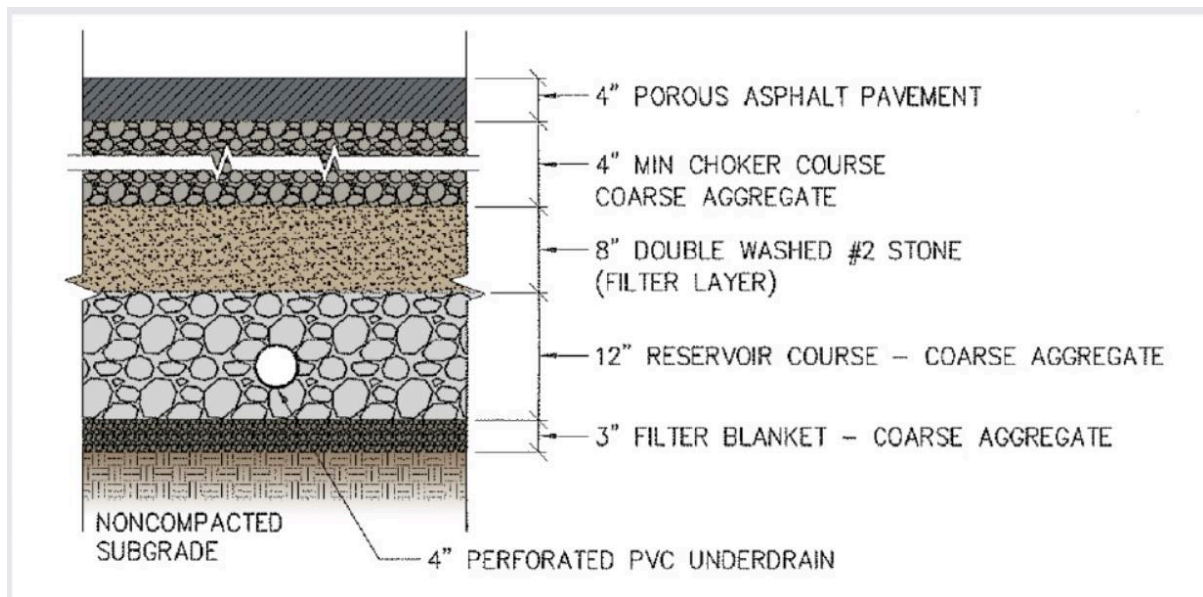 4" POROUS ASPHALT PAVEMENT
4" MIN CHOKER COURSE
COARSE AGGREGATE
8" DOUBLE WASHED #2 STONE
(FILTER LAYER)
12" RESERVOIR COURSE – COARSE AGGREGATE
3" FILTER BLANKET – COARSE AGGREGATE
NONCOMPACTED
SUBGRADE
4" PERFORATED PVC UNDERDRAIN